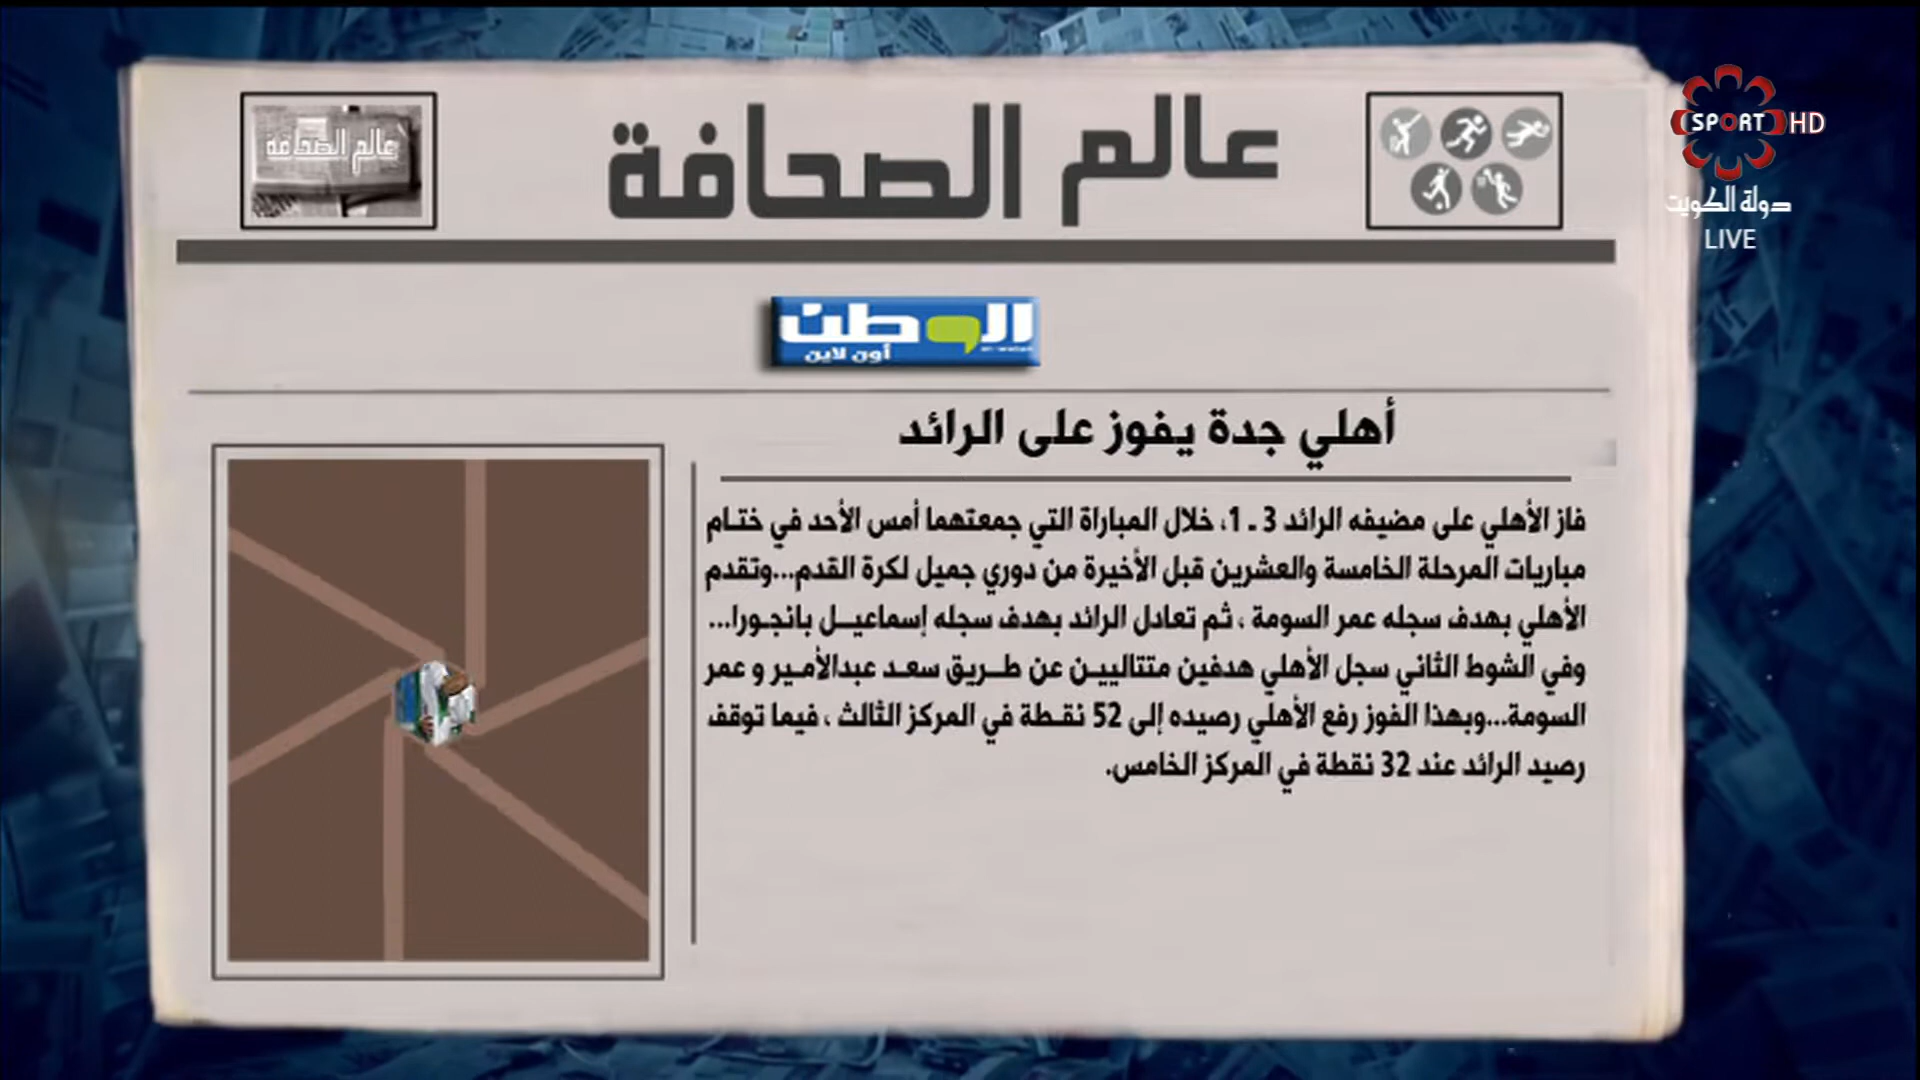 عالم الصحافة
عالم الصحافة
SPORT HD
دولة الكويت
LIVE
الوطن
أون لاين
أهلي جدة يفوز على الرائد
فاز الأهلي على مضيفه الرائد 3 ـ 1، خلال المباراة التي جمعتهما أمس الأحد في ختـام
مباريات المرحلة الخامسة والعشرين قبل الأخيرة من دوري جميل لكرة القدم...وتقدم
الأهلي بهدف سجله عمر السومة ، ثم تعادل الرائد بهدف سجله إسماعيــل بانجـورا...
وفي الشوط الثاني سجل الأهلي هدفين متتالييـن عن طـريق سعـد عبدالأمـير و عمر
السومة...وبهذا الفوز رفع الأهلي رصيده إلى 52 نقـطة في المركز الثالث ، فيما توقف
رصيد الرائد عند 32 نقطة في المركز الخامس.